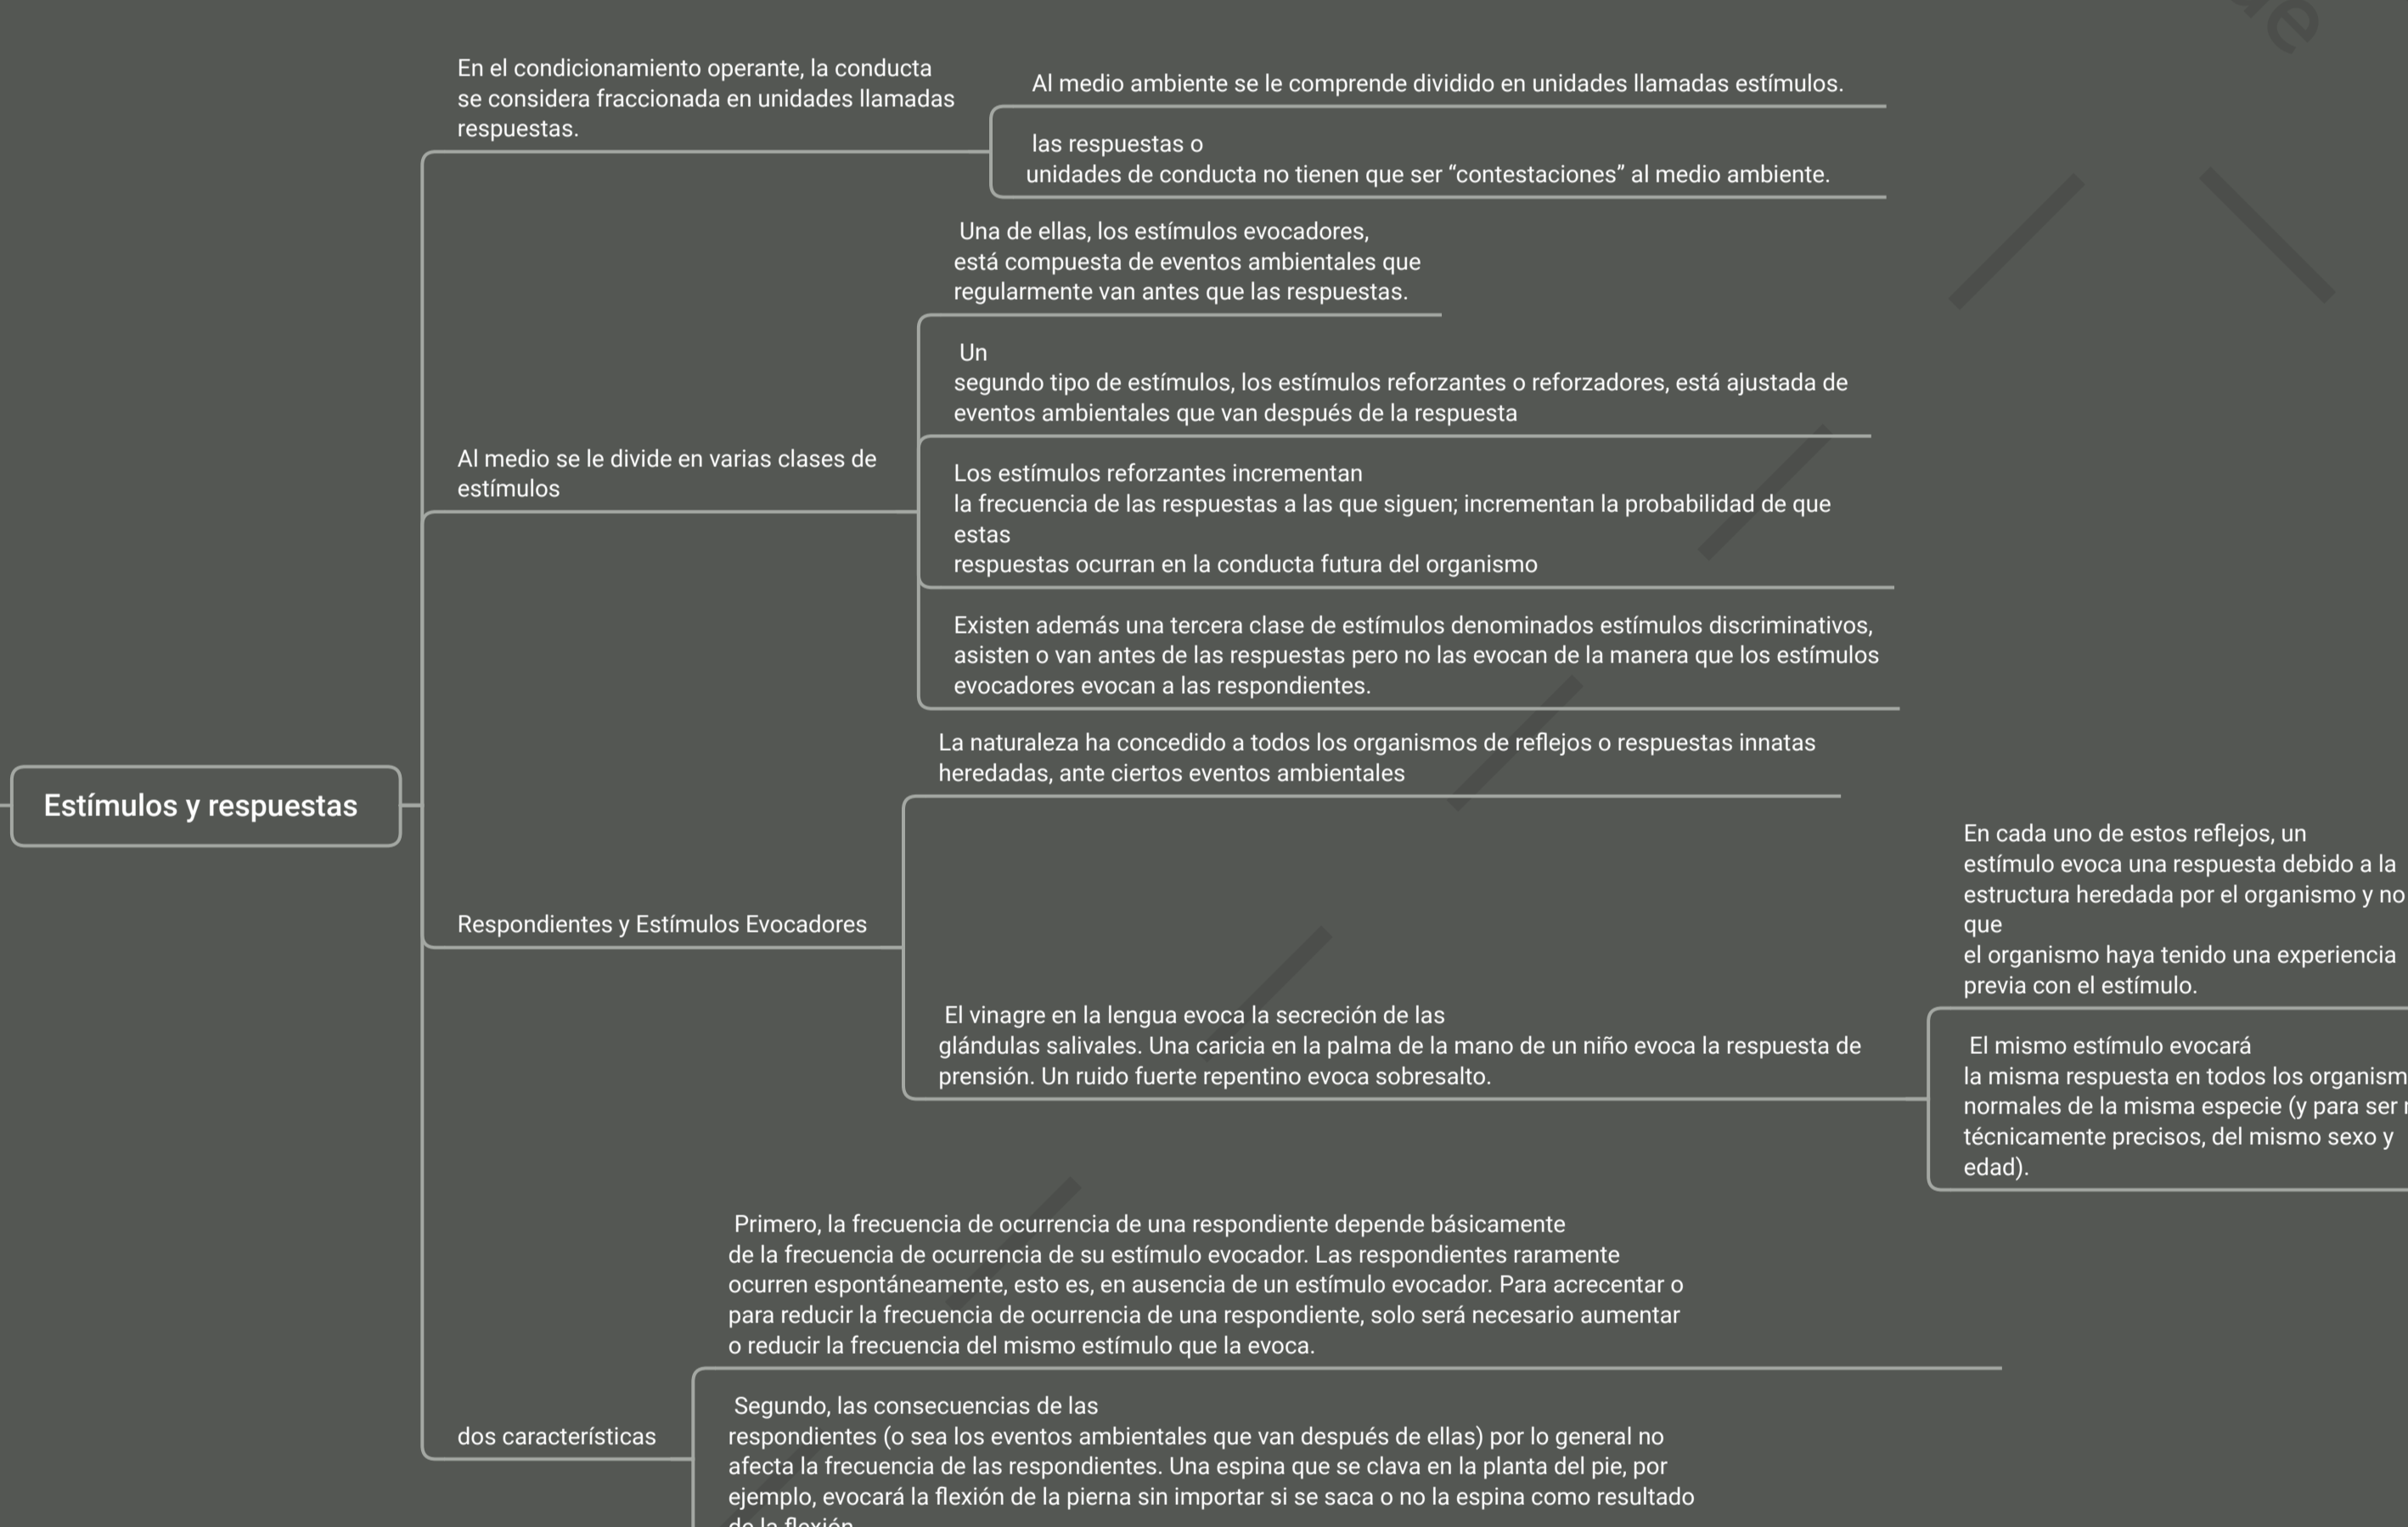 En el condicionamiento operante, la conducta
se considera fraccionada en unidades llamadas
respuestas.
Al medio ambiente se le comprende dividido en unidades llamadas estímulos.
las respuestas o
unidades de conducta no tienen que ser “contestaciones” al medio ambiente.
Al medio se le divide en varias clases de
estímulos
Una de ellas, los estímulos evocadores,
está compuesta de eventos ambientales que
regularmente van antes que las respuestas.
Un
segundo tipo de estímulos, los estímulos reforzantes o reforzadores, está ajustada de
eventos ambientales que van después de la respuesta
Los estímulos reforzantes incrementan
la frecuencia de las respuestas a las que siguen; incrementan la probabilidad de que
estas
respuestas ocurran en la conducta futura del organismo
Existen además una tercera clase de estímulos denominados estímulos discriminativos,
asisten o van antes de las respuestas pero no las evocan de la manera que los estímulos
evocadores evocan a las respondientes.
Estímulos y respuestas
Respondientes y Estímulos Evocadores
La naturaleza ha concedido a todos los organismos de reflejos o respuestas innatas
heredadas, ante ciertos eventos ambientales
El vinagre en la lengua evoca la secreción de las
glándulas salivales. Una caricia en la palma de la mano de un niño evoca la respuesta de
prensión. Un ruido fuerte repentino evoca sobresalto.
En cada uno de estos reflejos, un
estímulo evoca una respuesta debido a la
estructura heredada por el organismo y no
que
el organismo haya tenido una experiencia
previa con el estímulo.
El mismo estímulo evocará
la misma respuesta en todos los organism
normales de la misma especie (y para ser
técnicamente precisos, del mismo sexo y
edad).
dos características
Primero, la frecuencia de ocurrencia de una respondiente depende básicamente
de la frecuencia de ocurrencia de su estímulo evocador. Las respondientes raramente
ocurren espontáneamente, esto es, en ausencia de un estímulo evocador. Para acrecentar o
para reducir la frecuencia de ocurrencia de una respondiente, solo será necesario aumentar
o reducir la frecuencia del mismo estímulo que la evoca.
Segundo, las consecuencias de las
respondientes (o sea los eventos ambientales que van después de ellas) por lo general no
afecta la frecuencia de las respondientes. Una espina que se clava en la planta del pie, por
ejemplo, evocará la flexión de la pierna sin importar si se saca o no la espina como resultado
de la flexión